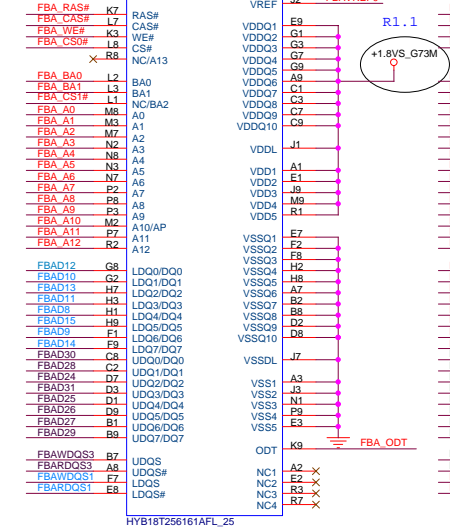 VREF
FBA_RAS# K7 RAS#
FBA_CAS# L7 CAS#
FBA_WE# K3 WE#
FBA_CS0# L8 CS#
R8 NC/A13
FBA_BA0 L2 BA0
FBA_BA1 L3 BA1
FBA_CS1# L1 NC/BA2
FBA_A0 M8 A0
FBA_A1 M3 A1
FBA_A2 M7 A2
FBA_A3 N2 A3
FBA_A4 N8 A4
FBA_A5 N3 A5
FBA_A6 N7 A6
FBA_A7 P2 A7
FBA_A8 P8 A8
FBA_A9 P3 A9
FBA_A10 M2 A10/AP
FBA_A11 P7 A11
FBA_A12 R2 A12
FBAD12 G8 LDQ0/DQ0
FBAD10 G2 LDQ1/DQ1
FBAD13 H7 LDQ2/DQ2
FBAD11 H3 LDQ3/DQ3
FBAD8 H1 LDQ4/DQ4
FBAD15 H9 LDQ5/DQ5
FBAD9 F1 LDQ6/DQ6
FBAD14 F9 LDQ7/DQ7
FBAD30 C8 UDQ0/DQ0
FBAD28 C2 UDQ1/DQ1
FBAD24 D7 UDQ2/DQ2
FBAD31 D3 UDQ3/DQ3
FBAD25 D1 UDQ4/DQ4
FBAD26 D9 UDQ5/DQ5
FBAD27 B1 UDQ6/DQ6
FBAD29 B9 UDQ7/DQ7
FBAWDQS3 B7 UDQS
FBARDQS3 A8 UDQS#
FBAWDQS1 F7 LDQS
FBARDQS1 E8 LDQS#
VDDQ1 E9
VDDQ2 G1
VDDQ3 G3
VDDQ4 G7
VDDQ5 G9
VDDQ6 A9
VDDQ7 C1
VDDQ8 C3
VDDQ9 C7
VDDQ10 C9
VDDL J1
VDD1 A1
VDD2 E1
VDD3 J9
VDD4 M9
VDD5 R1
VSSQ1 E7
VSSQ2 F2
VSSQ3 F8
VSSQ4 H2
VSSQ5 H8
VSSQ6 A7
VSSQ7 B2
VSSQ8 B8
VSSQ9 D2
VSSQ10 D8
VSSDL J7
VSS1 A3
VSS2 J3
VSS3 N1
VSS4 P9
VSS5 E3
ODT K9 FBA_ODT
NC1 A2
NC2 E2
NC3 R3
NC4 R7
R1.1
+1.8VS_G73M
HYB18T256161AFL_25